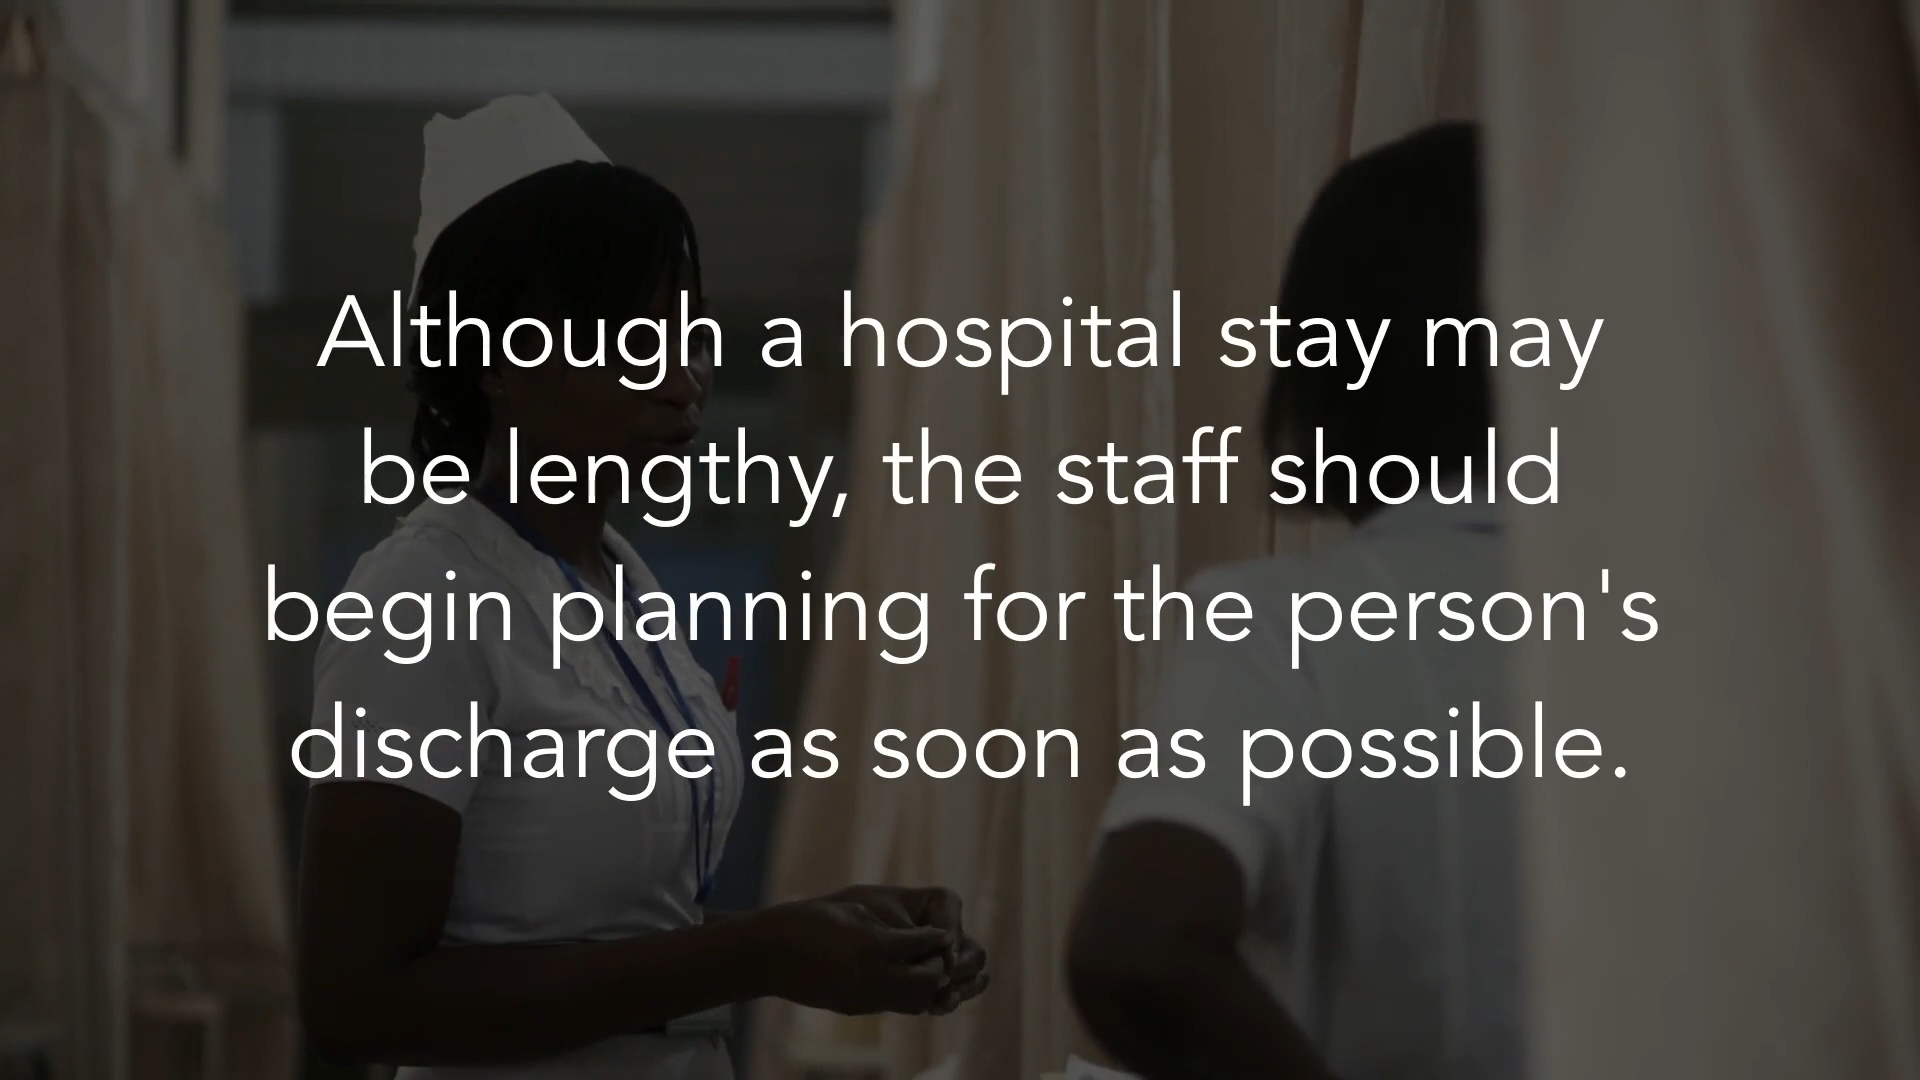 Although a hospital stay may
be lengthy, the staff should
begin planning for the person's
discharge as soon as possible.